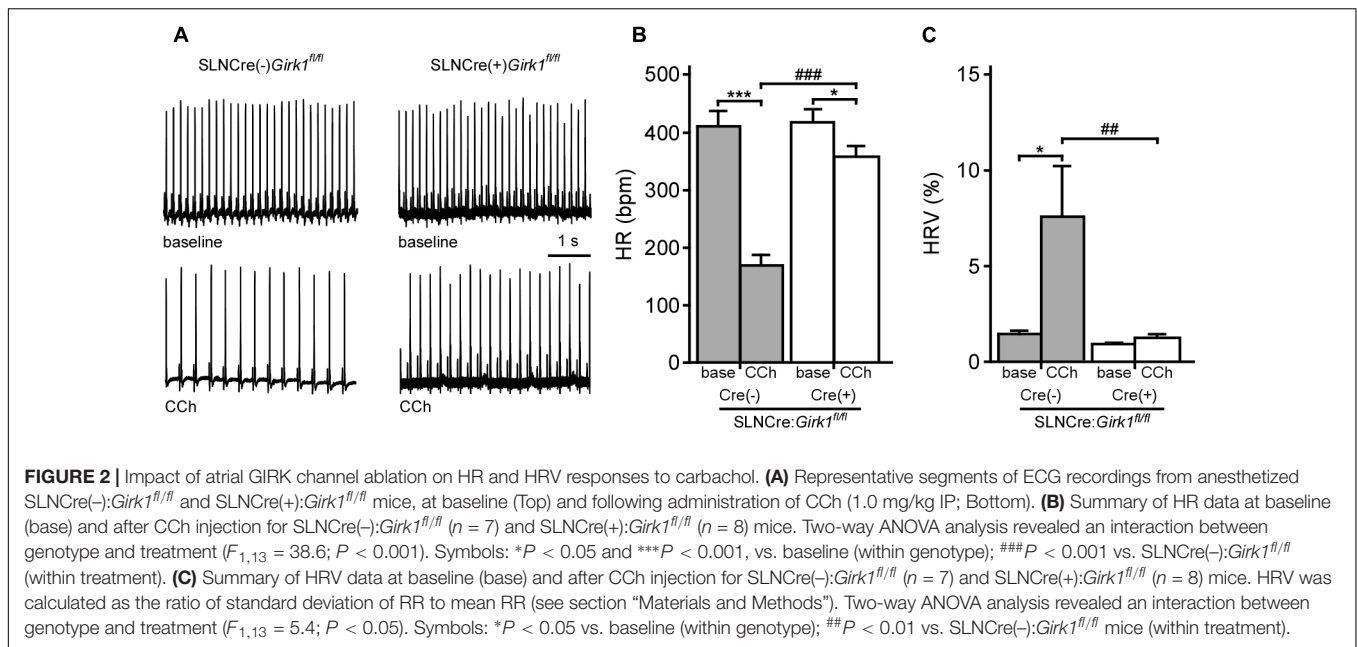 A
SLNCre(-)Girk1fl/fl
SLNCre(+)Girk1fl/fl
baseline
baseline
1 s
CCh
CCh
B
500
400
300
200
100
0
HR (bpm)
***
###
*
base CCh base CCh
Cre(-) Cre(+)
SLNCre:Girk1fl/fl
C
15
10
5
0
HRV (%)
*
##
base CCh base CCh
Cre(-) Cre(+)
SLNCre:Girk1fl/fl
FIGURE 2 | Impact of atrial GIRK channel ablation on HR and HRV responses to carbachol. (A) Representative segments of ECG recordings from anesthetized
SLNCre(–):Girk1fl/fl and SLNCre(+):Girk1fl/fl mice, at baseline (Top) and following administration of CCh (1.0 mg/kg IP; Bottom). (B) Summary of HR data at baseline
(base) and after CCh injection for SLNCre(–):Girk1fl/fl (n = 7) and SLNCre(+):Girk1fl/fl (n = 8) mice. Two-way ANOVA analysis revealed an interaction between
genotype and treatment (F1,13 = 38.6; P < 0.001). Symbols: *P < 0.05 and ***P < 0.001, vs. baseline (within genotype); ###P < 0.001 vs. SLNCre(–):Girk1fl/fl
(within treatment). (C) Summary of HRV data at baseline (base) and after CCh injection for SLNCre(–):Girk1fl/fl (n = 7) and SLNCre(+):Girk1fl/fl (n = 8) mice. HRV was
calculated as the ratio of standard deviation of RR to mean RR (see section “Materials and Methods”). Two-way ANOVA analysis revealed an interaction between
genotype and treatment (F1,13 = 5.4; P < 0.05). Symbols: *P < 0.05 vs. baseline (within genotype); ##P < 0.01 vs. SLNCre(–):Girk1fl/fl mice (within treatment).